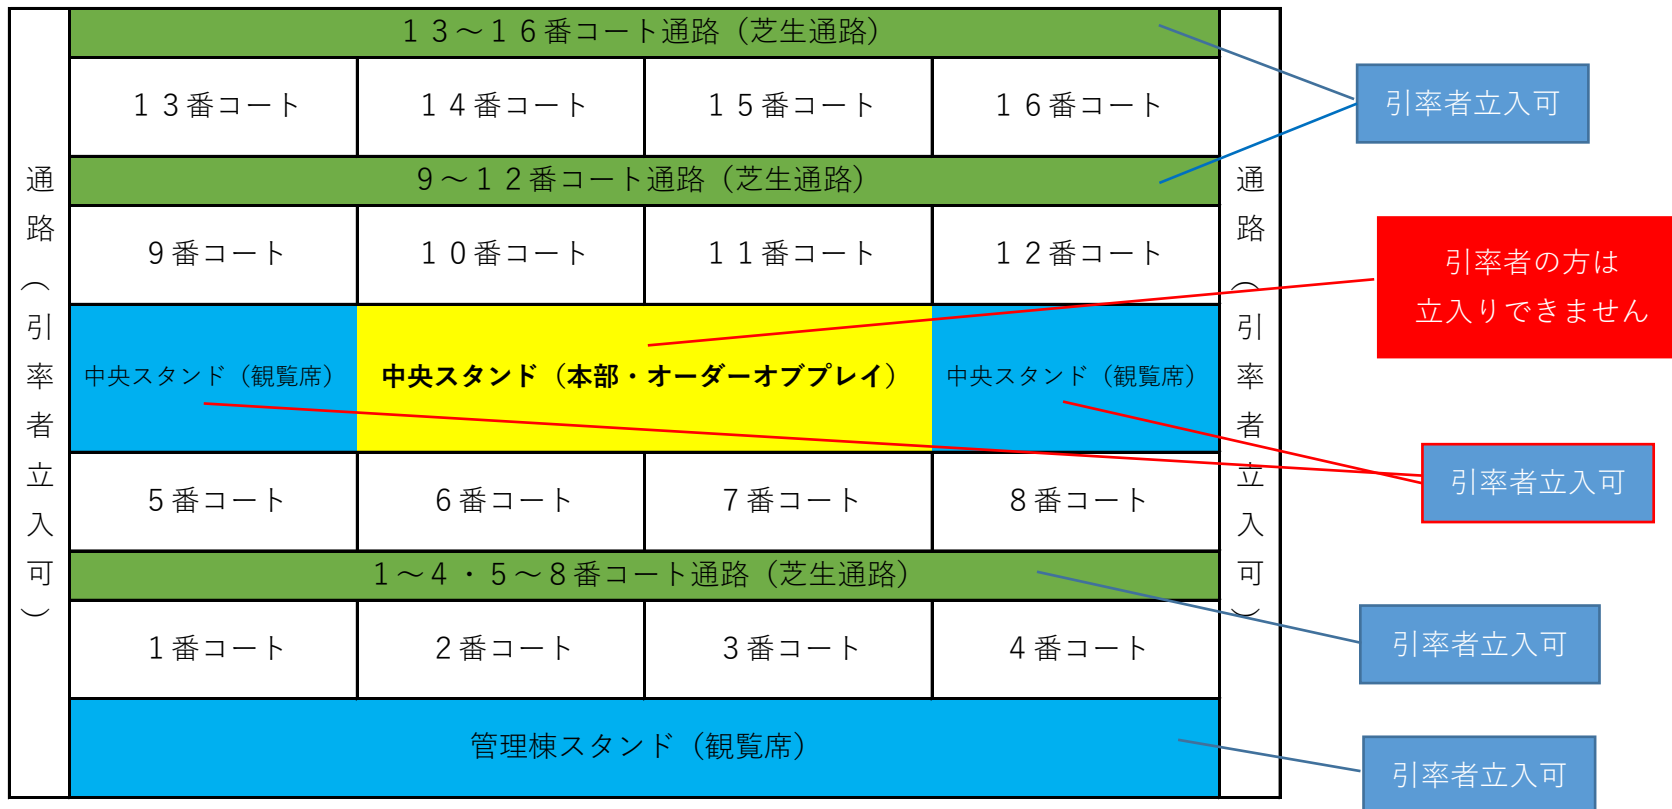 １３～１６番コート通路（芝生通路）
１３番コート
１４番コート
１５番コート
１６番コート
引率者立入可
９～１２番コート通路（芝生通路）
通路（引率者立入可）
９番コート
１０番コート
１１番コート
１２番コート
通路（引率者立入可）
引率者の方は
立入りできません
中央スタンド（観覧席）
中央スタンド（本部・オーダーオブプレイ）
中央スタンド（観覧席）
引率者立入可
５番コート
６番コート
７番コート
８番コート
１～４・５～８番コート通路（芝生通路）
引率者立入可
１番コート
２番コート
３番コート
４番コート
管理棟スタンド（観覧席）
引率者立入可